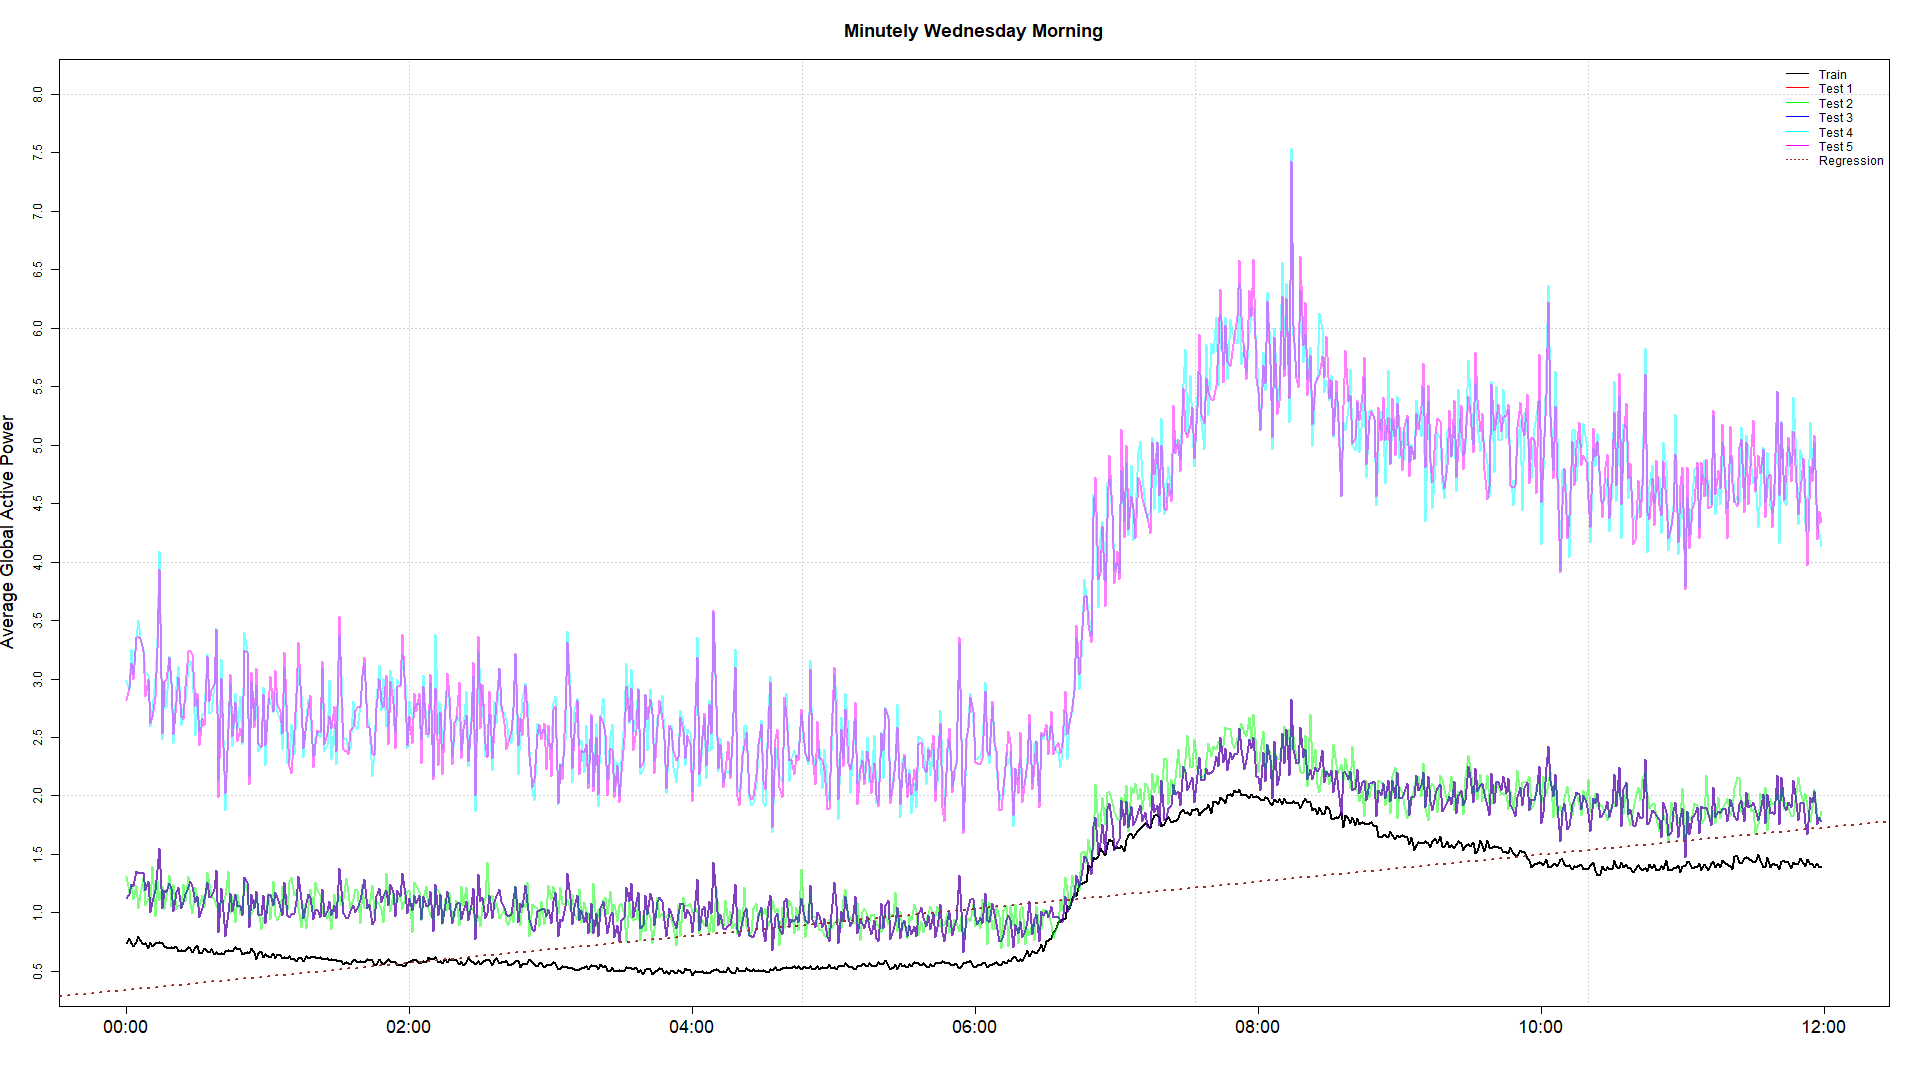 Minutely Wednesday Morning
Train
Test 1
Test 2
Test 3
Test 4
Test 5
Regression
Average Global Active Power
8.0
7.5
7.0
6.5
6.0
5.5
5.0
4.5
4.0
3.5
3.0
2.5
2.0
1.5
1.0
0.5
00:00 02:00 04:00 06:00 08:00 10:00 12:00